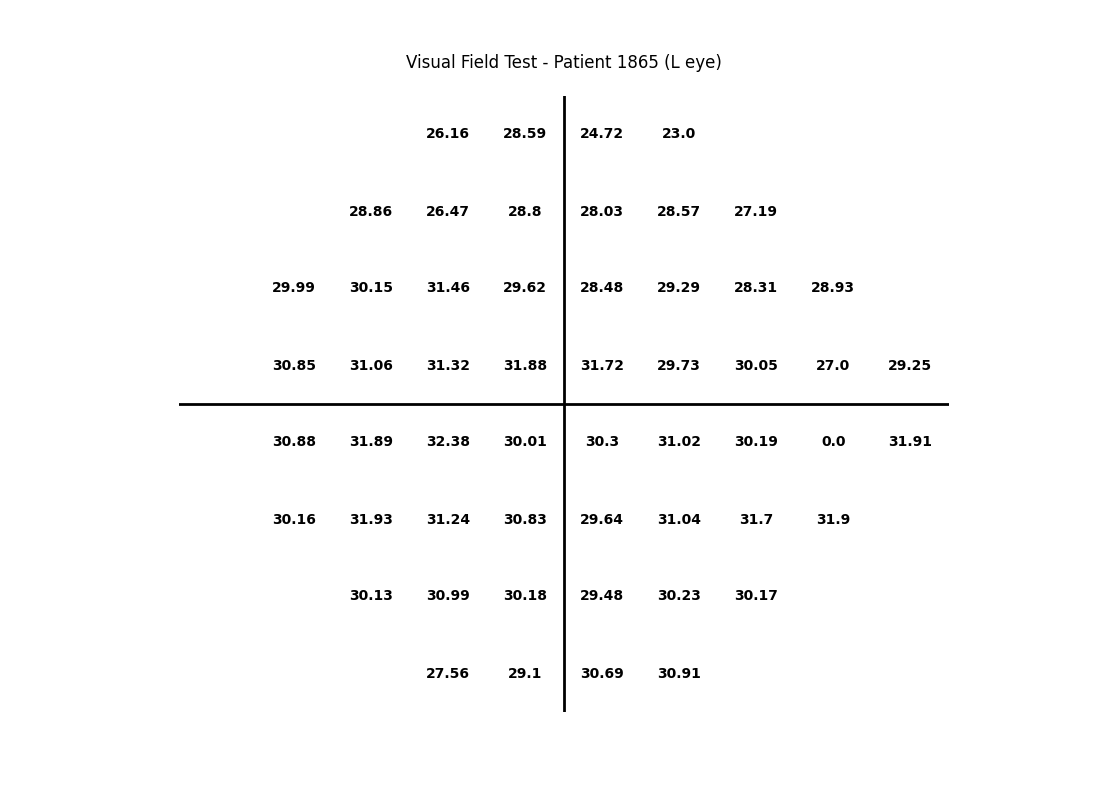 Visual Field Test - Patient 1865 (L eye)
26.16 28.59 24.72 23.0
28.86 26.47 28.8 28.03 28.57 27.19
29.99 30.15 31.46 29.62 28.48 29.29 28.31 28.93
30.85 31.06 31.32 31.88 31.72 29.73 30.05 27.0 29.25
30.88 31.89 32.38 30.01 30.3 31.02 30.19 0.0 31.91
30.16 31.93 31.24 30.83 29.64 31.04 31.7 31.9
30.13 30.99 30.18 29.48 30.23 30.17
27.56 29.1 30.69 30.91